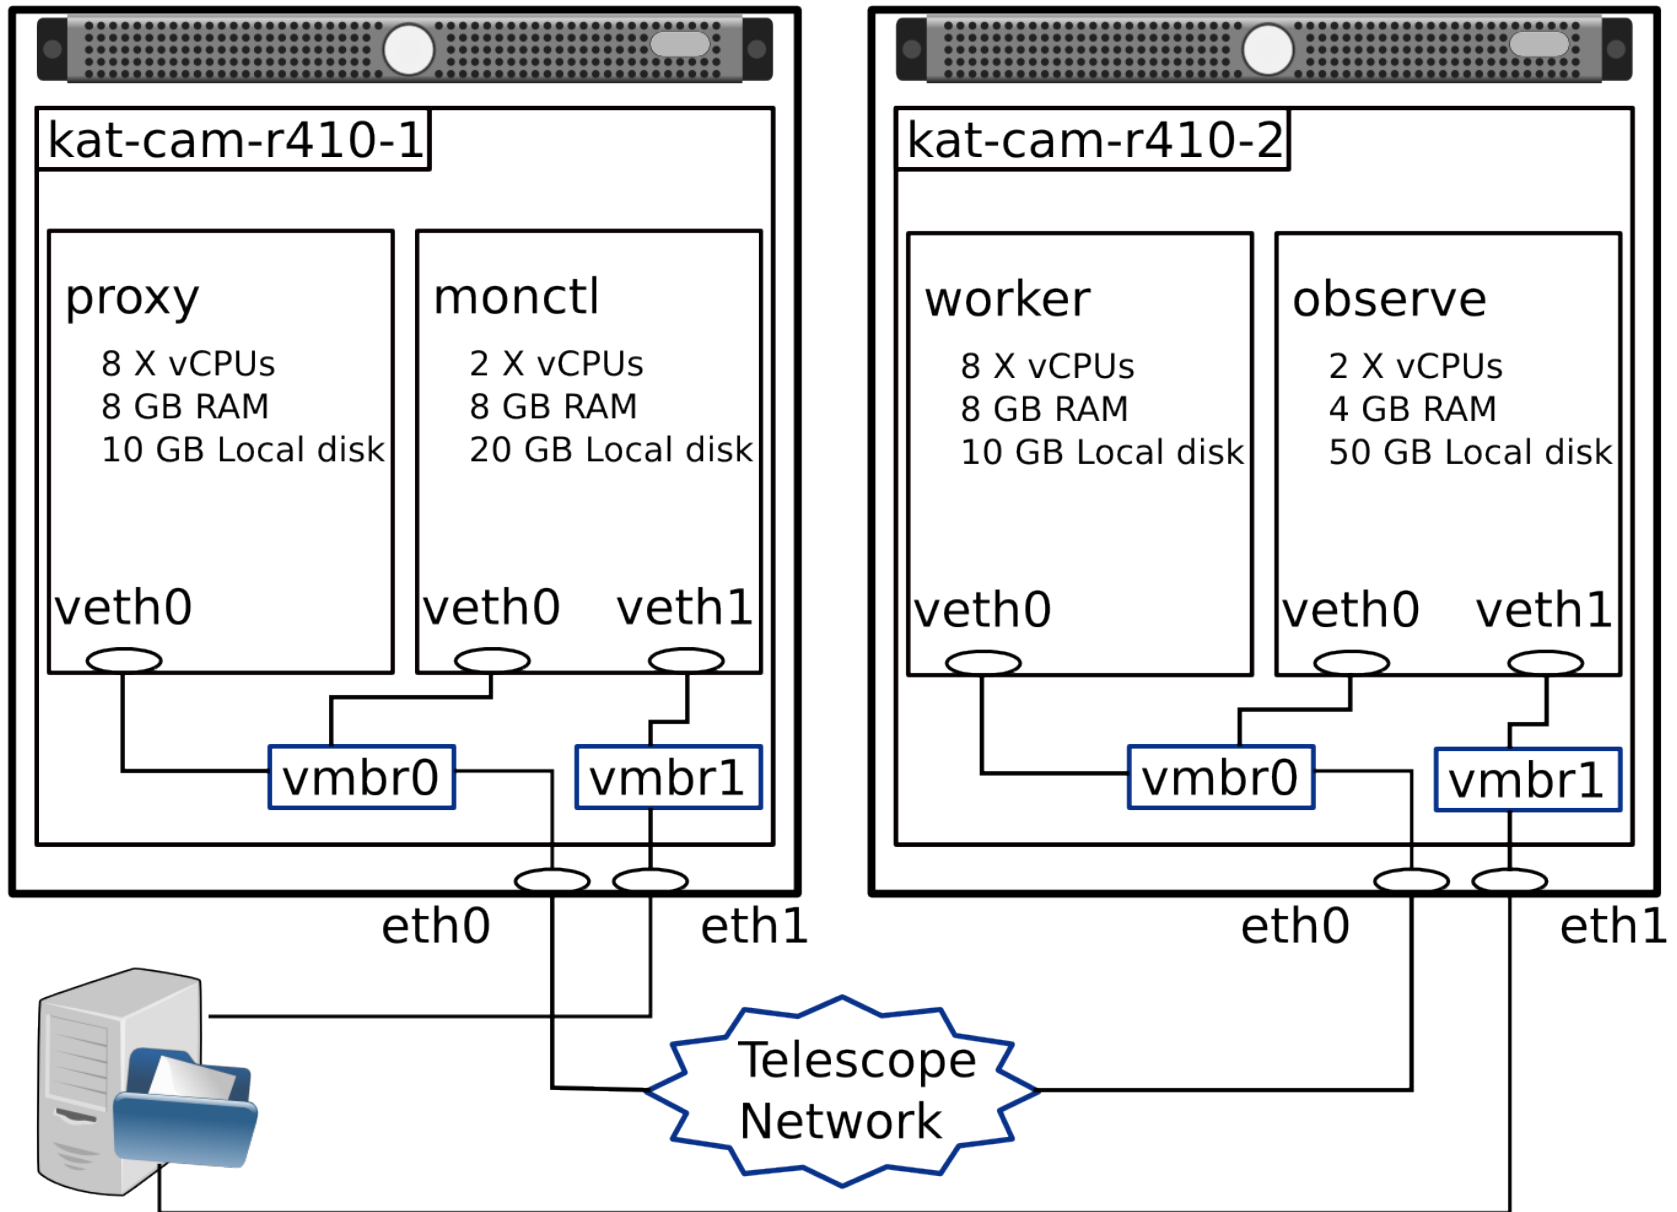 kat-cam-r410-1
proxy
8 X vCPUs
8 GB RAM
10 GB Local disk
veth0
monctl
2 X vCPUs
8 GB RAM
20 GB Local disk
veth0
veth1
vmbr0
vmbr1
eth0
eth1
kat-cam-r410-2
worker
8 X vCPUs
8 GB RAM
10 GB Local disk
veth0
observe
2 X vCPUs
4 GB RAM
50 GB Local disk
veth0
veth1
vmbr0
vmbr1
eth0
eth1
Telescope
Network